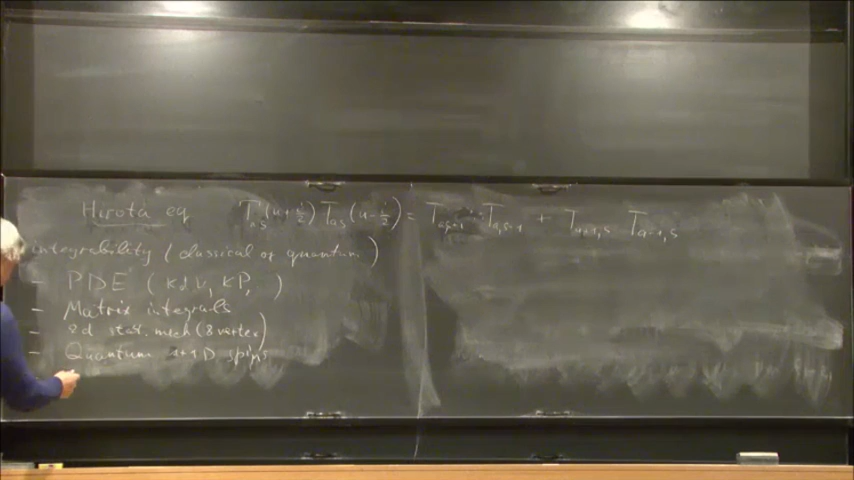 Hirota eq T_{a,s}(u+i/2) T_{a,s}(u-i/2) = T_{a,s+1} T_{a,s-1} + T_{a+1,s} T_{a-1,s}
integrability (classical or quantum)
- PDE (KdV, KP, )
- Matrix integrals
- 2d stat. mech (8 vertex)
- Quantum 1+1D spins